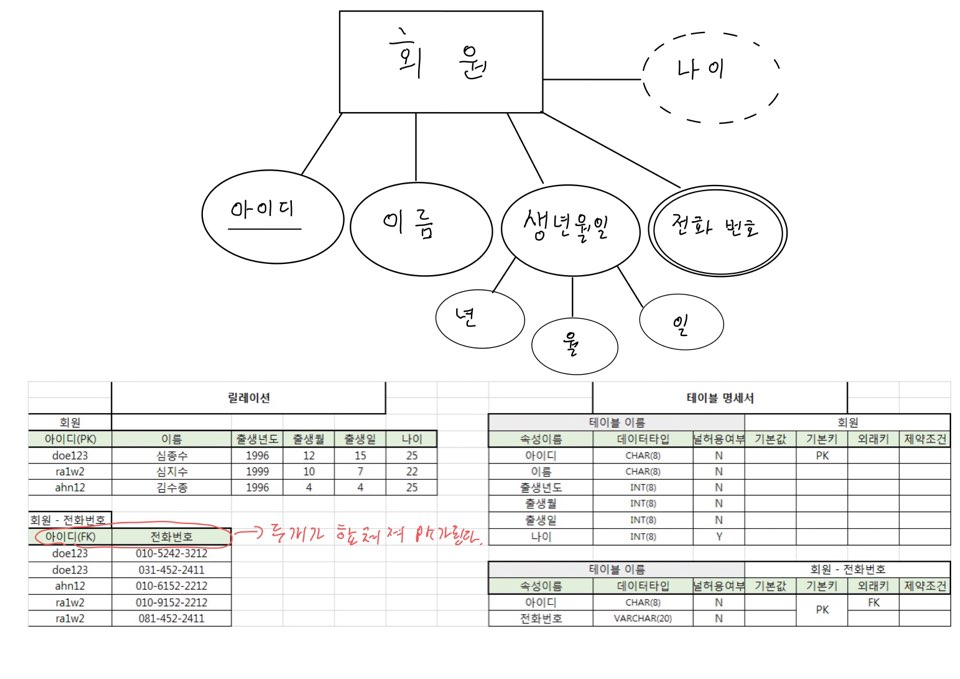 회원
나이
아이디
이름
생년월일
전화 번호
년
월
일
릴레이션
회원
아이디(PK) 이름 출생년도 출생월 출생일 나이
doe123 심종수 1996 12 15 25
ra1w2 심지수 1999 10 7 22
ahn12 김수종 1996 4 4 25
회원 - 전화번호
아이디(FK) 전화번호
→ 두개가 합쳐져 PK가된다.
doe123 010-5242-3212
doe123 031-452-2411
ahn12 010-6152-2212
ra1w2 010-9152-2212
ra1w2 081-452-2411
테이블 명세서
테이블 이름 회원
속성이름 데이터타입 널허용여부 기본값 기본키 외래키 제약조건
아이디 CHAR(8) N PK
이름 CHAR(8) N
출생년도 INT(8) N
출생월 INT(8) N
출생일 INT(8) N
나이 INT(8) Y
테이블 이름 회원 - 전화번호
속성이름 데이터타입 널허용여부 기본값 기본키 외래키 제약조건
아이디 CHAR(8) N PK FK
전화번호 VARCHAR(20) N